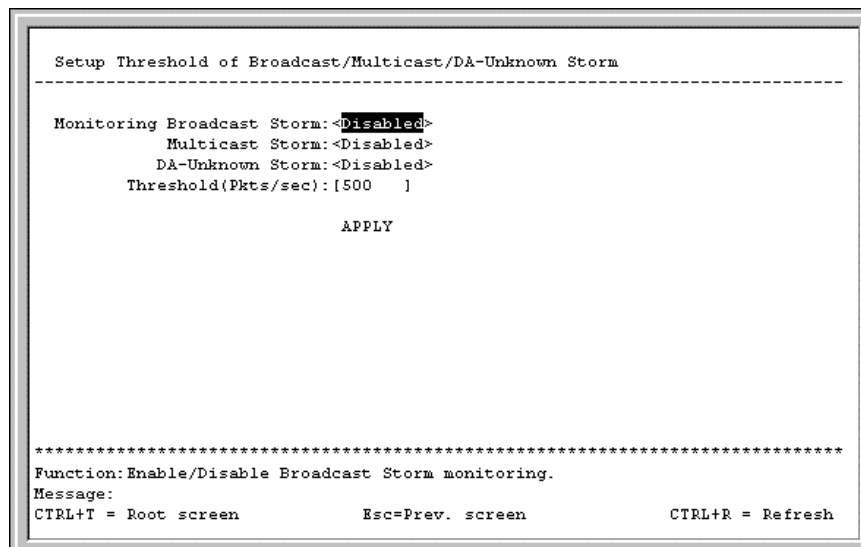 Setup Threshold of Broadcast/Multicast/DA-Unknown Storm
--------------------------------------------------------------------------------
Monitoring Broadcast Storm:<Disabled>
Multicast Storm:<Disabled>
DA-Unknown Storm:<Disabled>
Threshold(Pkts/sec):[500   ]
APPLY
********************************************************************************
Function:Enable/Disable Broadcast Storm monitoring.
Message:
CTRL+T = Root screen Esc=Prev. screen CTRL+R = Refresh